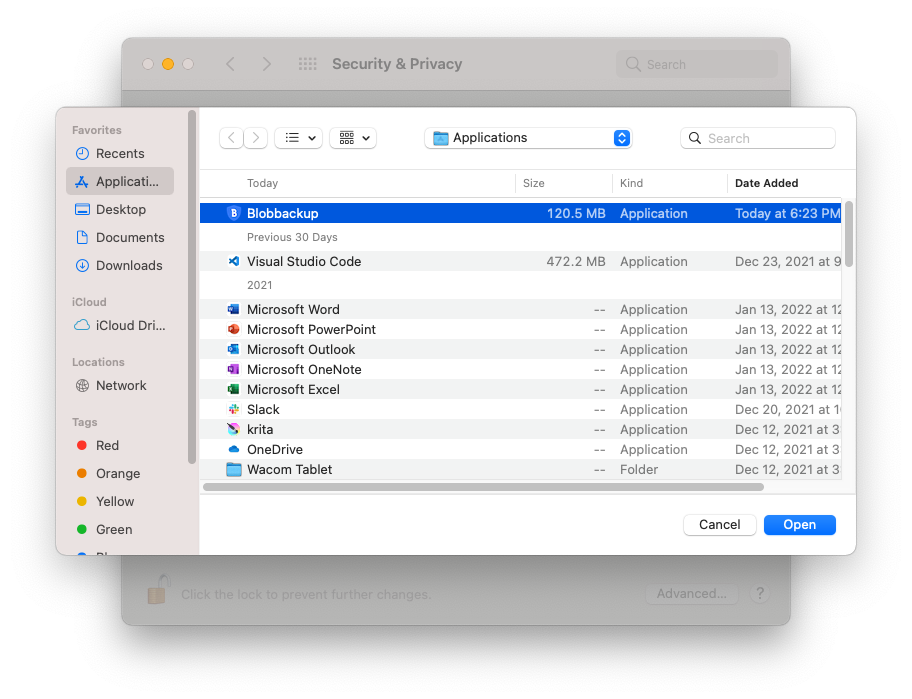 Security & Privacy
Search
Favorites
Recents
Applicati...
Desktop
Documents
Downloads
iCloud
iCloud Dri...
Locations
Network
Tags
Red
Orange
Yellow
Green
Applications
Search
Today Size Kind Date Added
Blobbackup 120.5 MB Application Today at 6:23 PM
Previous 30 Days
Visual Studio Code 472.2 MB Application Dec 23, 2021 at 9
2021
Microsoft Word -- Application Jan 13, 2022 at 12
Microsoft PowerPoint -- Application Jan 13, 2022 at 12
Microsoft Outlook -- Application Jan 13, 2022 at 12
Microsoft OneNote -- Application Jan 13, 2022 at 12
Microsoft Excel -- Application Jan 13, 2022 at 12
Slack -- Application Dec 20, 2021 at 1
krita -- Application Dec 12, 2021 at 3
OneDrive -- Application Dec 12, 2021 at 3
Wacom Tablet -- Folder Dec 12, 2021 at 3
Cancel Open
Click the lock to prevent further changes.
Advanced... ?